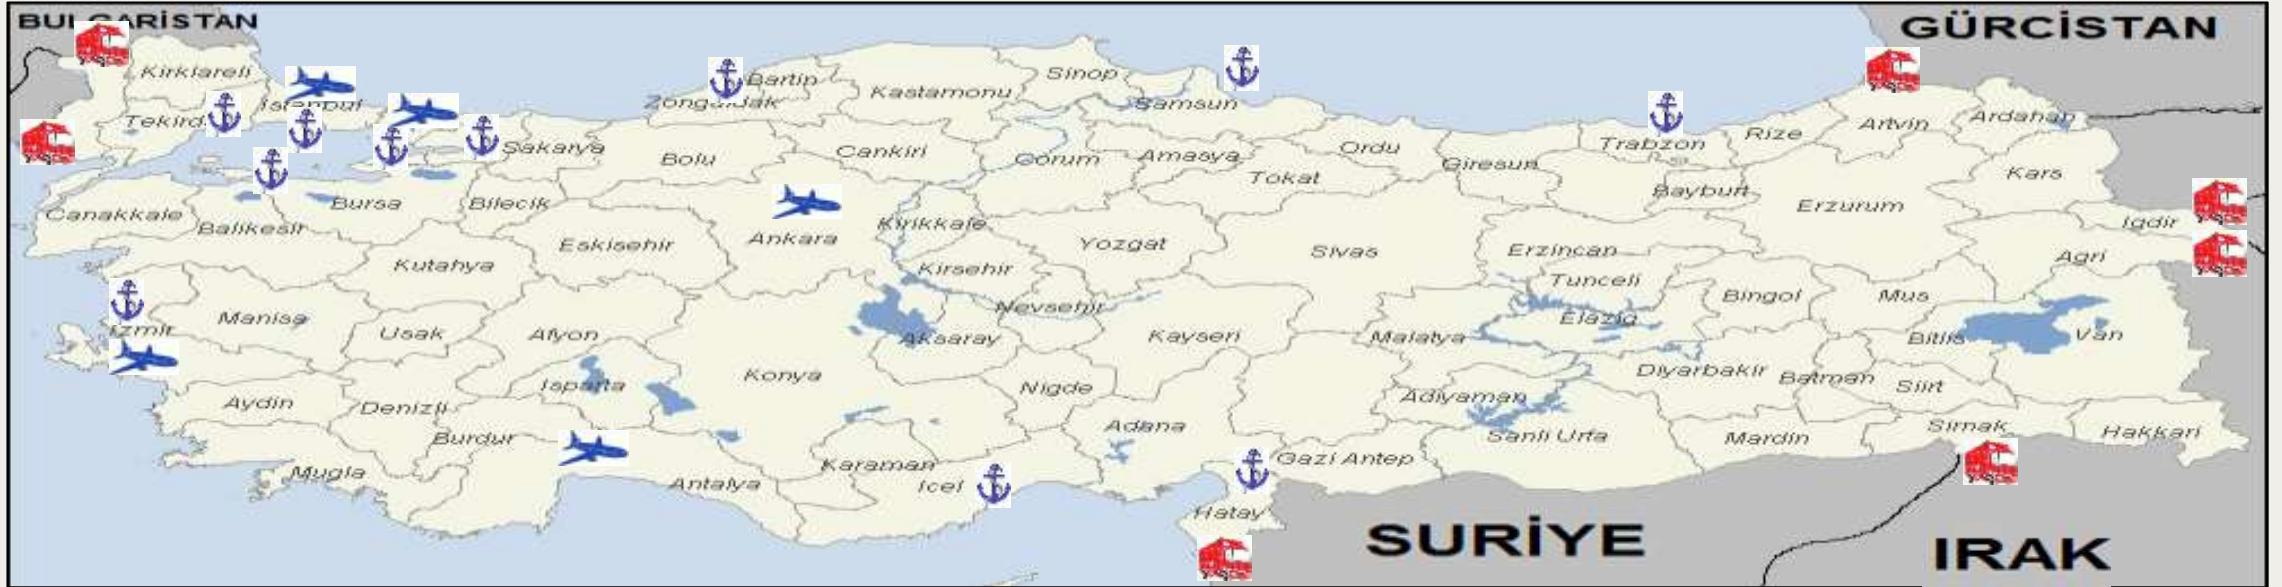 BULGARİSTAN
GÜRCİSTAN
Kirklareli
Istanbul
Tekird
Zonguldak
Bartin
Kastamonu
Sinop
Samsun
Sakarya
Bolu
Cankiri
Corum
Amasya
Ordu
Giresun
Trabzon
Rize
Artvin
Ardahan
Kars
Canakkale
Balikesir
Bursa
Bilecik
Eskisehir
Ankara
Kirikkale
Tokat
Bayburt
Erzurum
Igdir
Agri
Kutahya
Kirsehir
Yozgat
Sivas
Erzincan
Tunceli
Bingol
Mus
Izmir
Manisa
Usak
Afyon
Nevsehir
Aksaray
Kayseri
Malatya
Elazig
Bitlis
Van
Isparta
Konya
Nigde
Adiyaman
Diyarbakir
Batman
Siirt
Aydin
Denizli
Burdur
Adana
Sanli Urfa
Mardin
Sirnak
Hakkari
Mugla
Antalya
Karaman
Icel
Gazi Antep
Hatay
SURİYE
IRAK